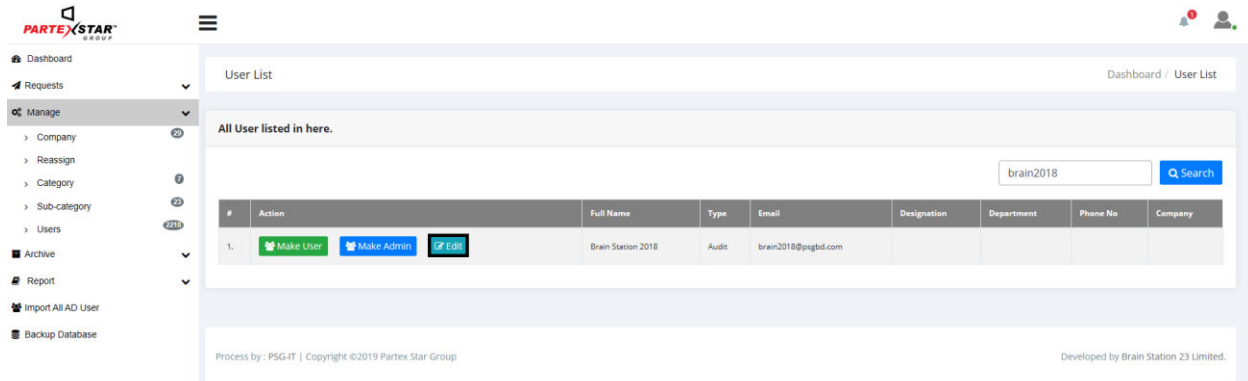 PARTEXSTAR
GROUP
1
Dashboard
Requests
Manage
Company 29
Reassign
Category 7
Sub-category 23
Users
Archive
Report
Import All AD User
Backup Database
User List
Dashboard / User List
All User listed in here.
brain2018
Search
# Action Full Name Type Email Designation Department Phone No Company
1. Make User Make Admin Edit Brain Station 2018 Audit brain2018@psgbd.com
Process by : PSG-IT | Copyright ©2019 Partex Star Group
Developed by Brain Station 23 Limited.